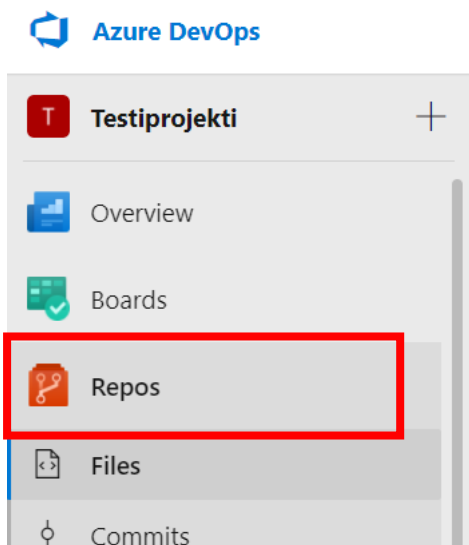 Azure DevOps
T Testiprojekti
Overview
Boards
Repos
Files
Commits